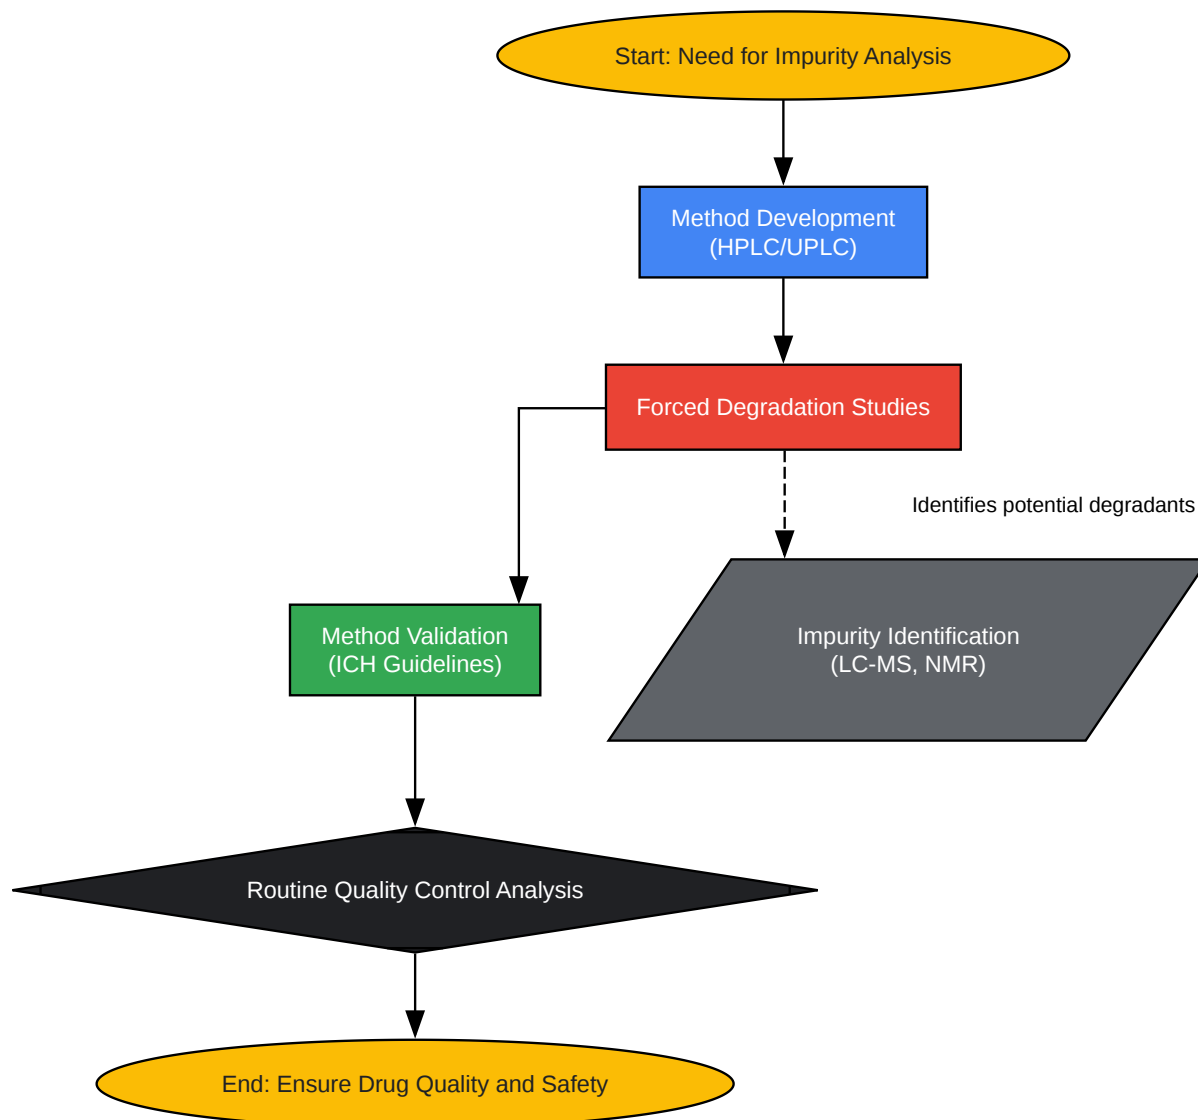 Start: Need for Impurity Analysis
Method Development
(HPLC/UPLC)
Forced Degradation Studies
Identifies potential degradants
Method Validation
(ICH Guidelines)
Impurity Identification
(LC-MS, NMR)
Routine Quality Control Analysis
End: Ensure Drug Quality and Safety